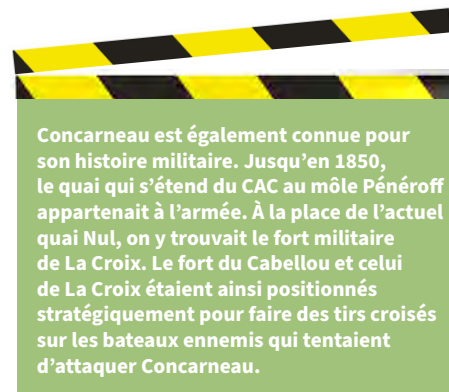 Concarneau est également connue pour
son histoire militaire. Jusqu’en 1850,
le quai qui s’étend du CAC au môle Pénéroff
appartenait à l’armée. À la place de l’actuel
quai Nul, on y trouvait le fort militaire
de La Croix. Le fort du Cabellou et celui
de La Croix étaient ainsi positionnés
stratégiquement pour faire des tirs croisés
sur les bateaux ennemis qui tentaient
d’attaquer Concarneau.